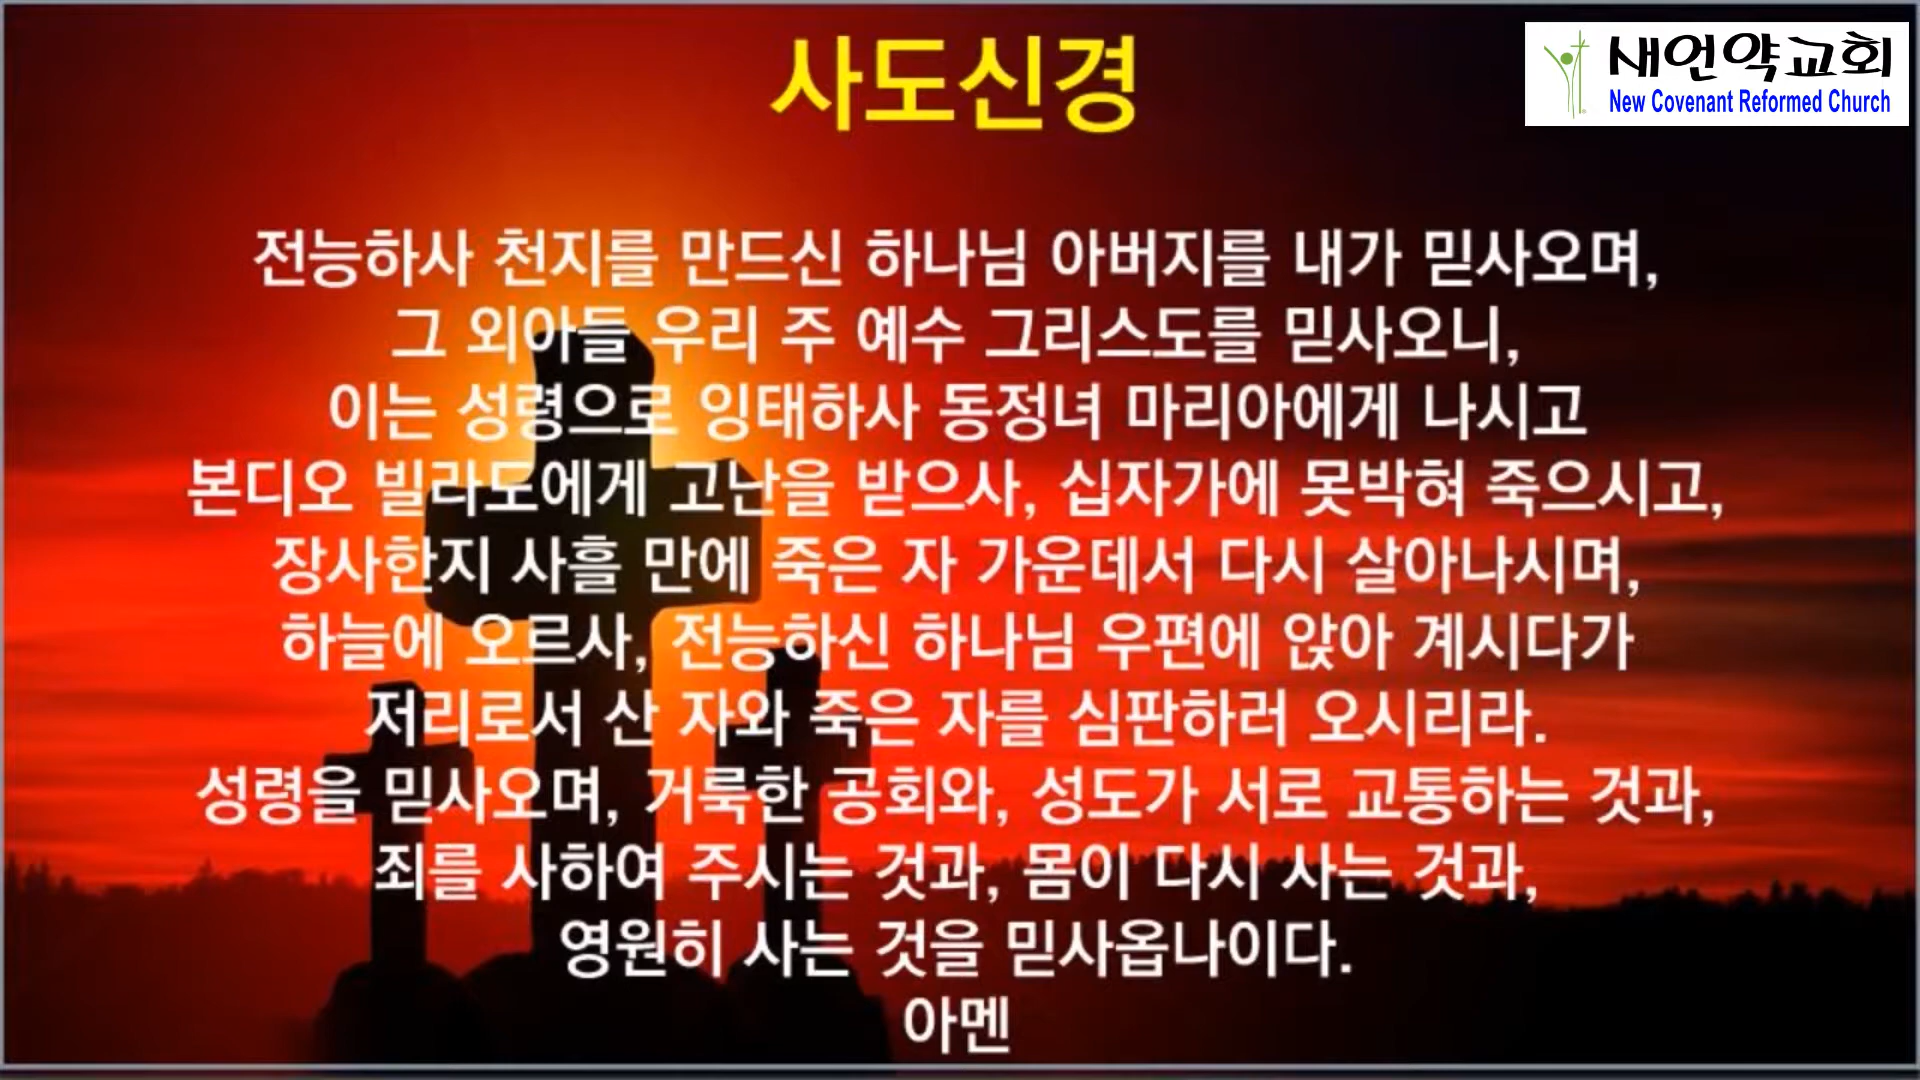 사도신경
새언약교회
New Covenant Reformed Church
전능하사 천지를 만드신 하나님 아버지를 내가 믿사오며,
그 외아들 우리 주 예수 그리스도를 믿사오니,
이는 성령으로 잉태하사 동정녀 마리아에게 나시고
본디오 빌라도에게 고난을 받으사, 십자가에 못박혀 죽으시고,
장사한지 사흘 만에 죽은 자 가운데서 다시 살아나시며,
하늘에 오르사, 전능하신 하나님 우편에 앉아 계시다가
저리로서 산 자와 죽은 자를 심판하러 오시리라.
성령을 믿사오며, 거룩한 공회와, 성도가 서로 교통하는 것과,
죄를 사하여 주시는 것과, 몸이 다시 사는 것과,
영원히 사는 것을 믿사옵나이다.
아멘